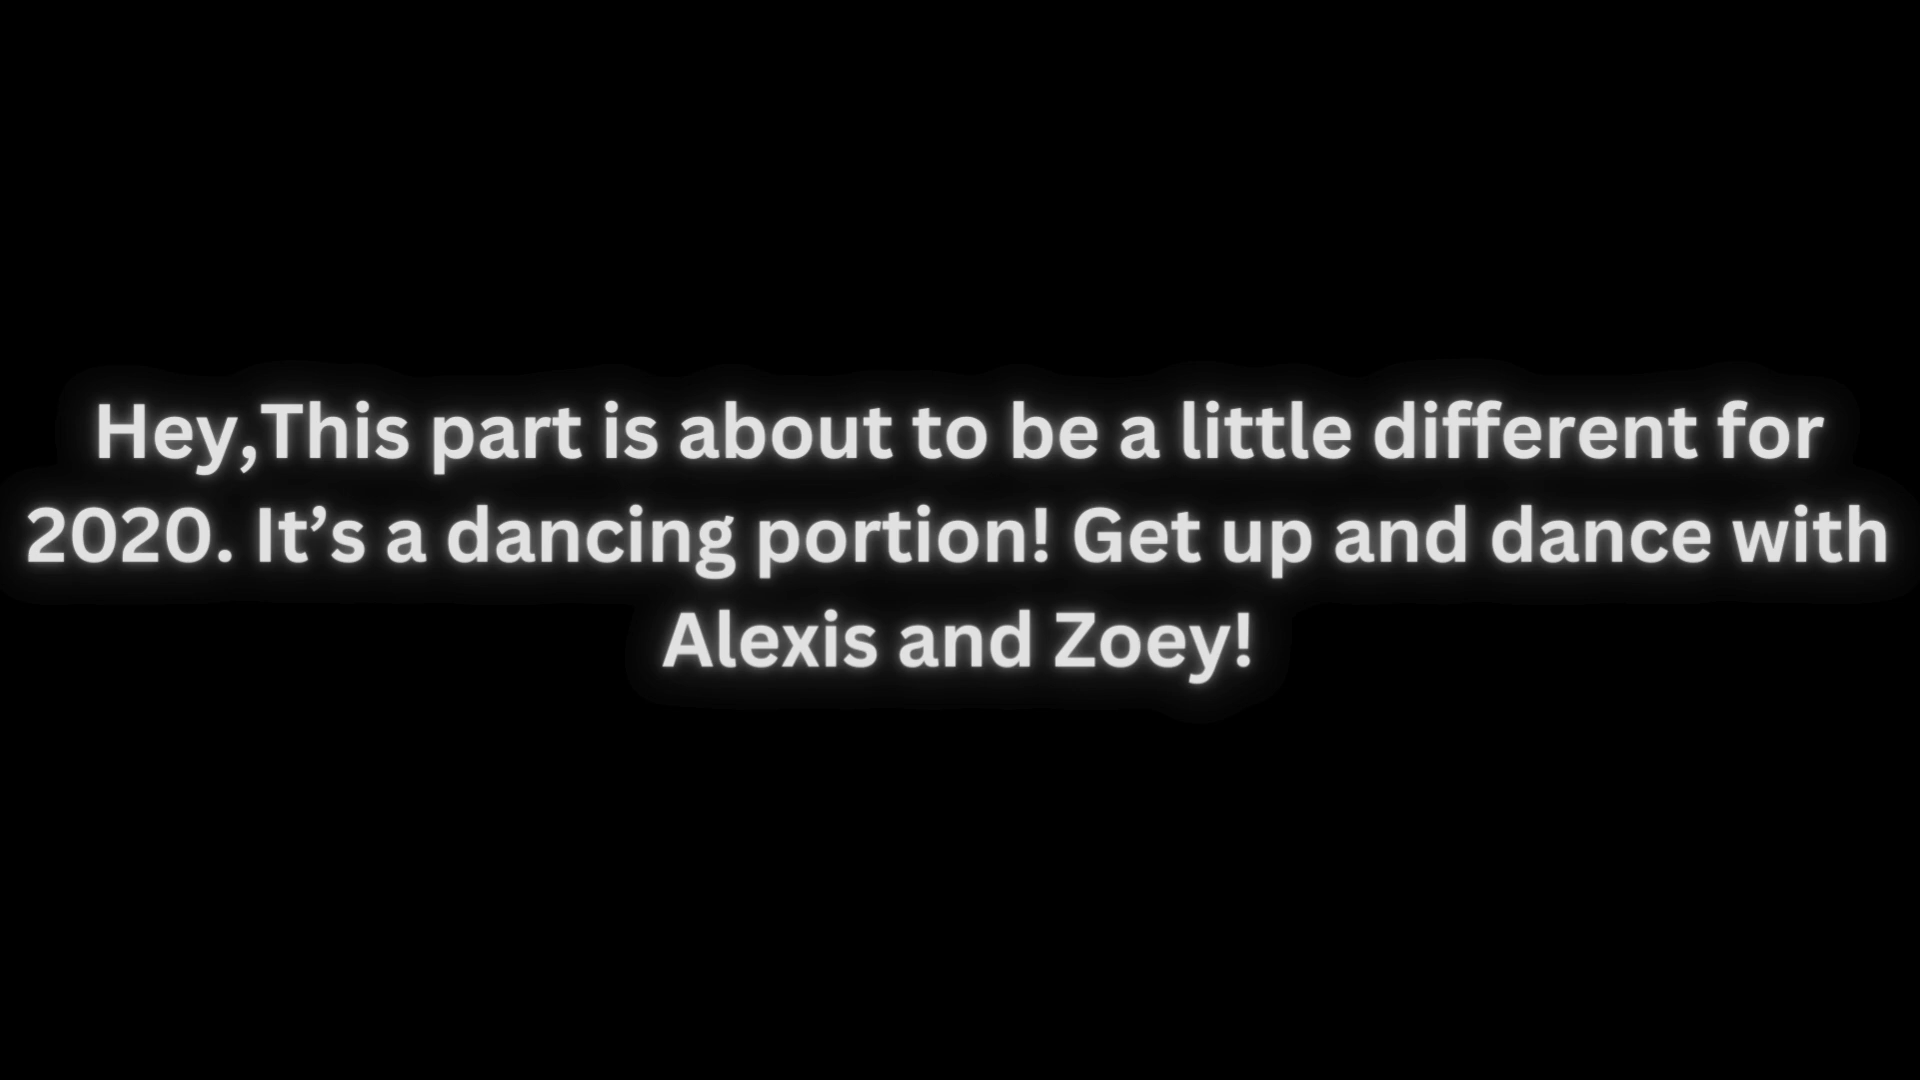 Hey,This part is about to be a little different for
2020. It’s a dancing portion! Get up and dance with
Alexis and Zoey!